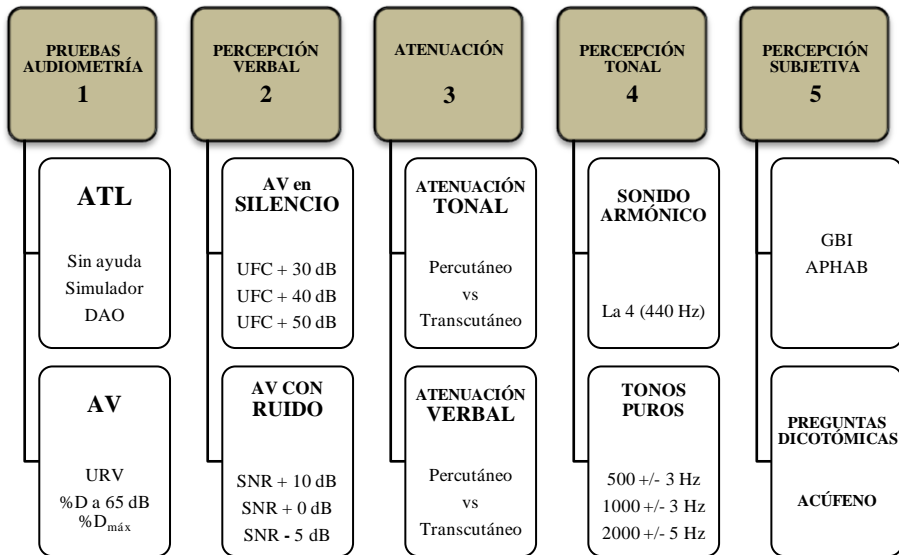 PRUEBAS
AUDIOMETRÍA
1
ATL
Sin ayuda
Simulador
DAO
AV
URV
%D a 65 dB
%Dmáx
PERCEPCIÓN
VERBAL
2
AV en
SILENCIO
UFC + 30 dB
UFC + 40 dB
UFC + 50 dB
AV CON
RUIDO
SNR + 10 dB
SNR + 0 dB
SNR - 5 dB
ATENUACIÓN
3
ATENUACIÓN
TONAL
Percutáneo
vs
Transcutáneo
ATENUACIÓN
VERBAL
Percutáneo
vs
Transcutáneo
PERCEPCIÓN
TONAL
4
SONIDO
ARMÓNICO
La 4 (440 Hz)
TONOS
PUROS
500 +/- 3 Hz
1000 +/- 3 Hz
2000 +/- 5 Hz
PERCEPCIÓN
SUBJETIVA
5
GBI
APHAB
PREGUNTAS
DICOTÓMICAS
ACÚFENO